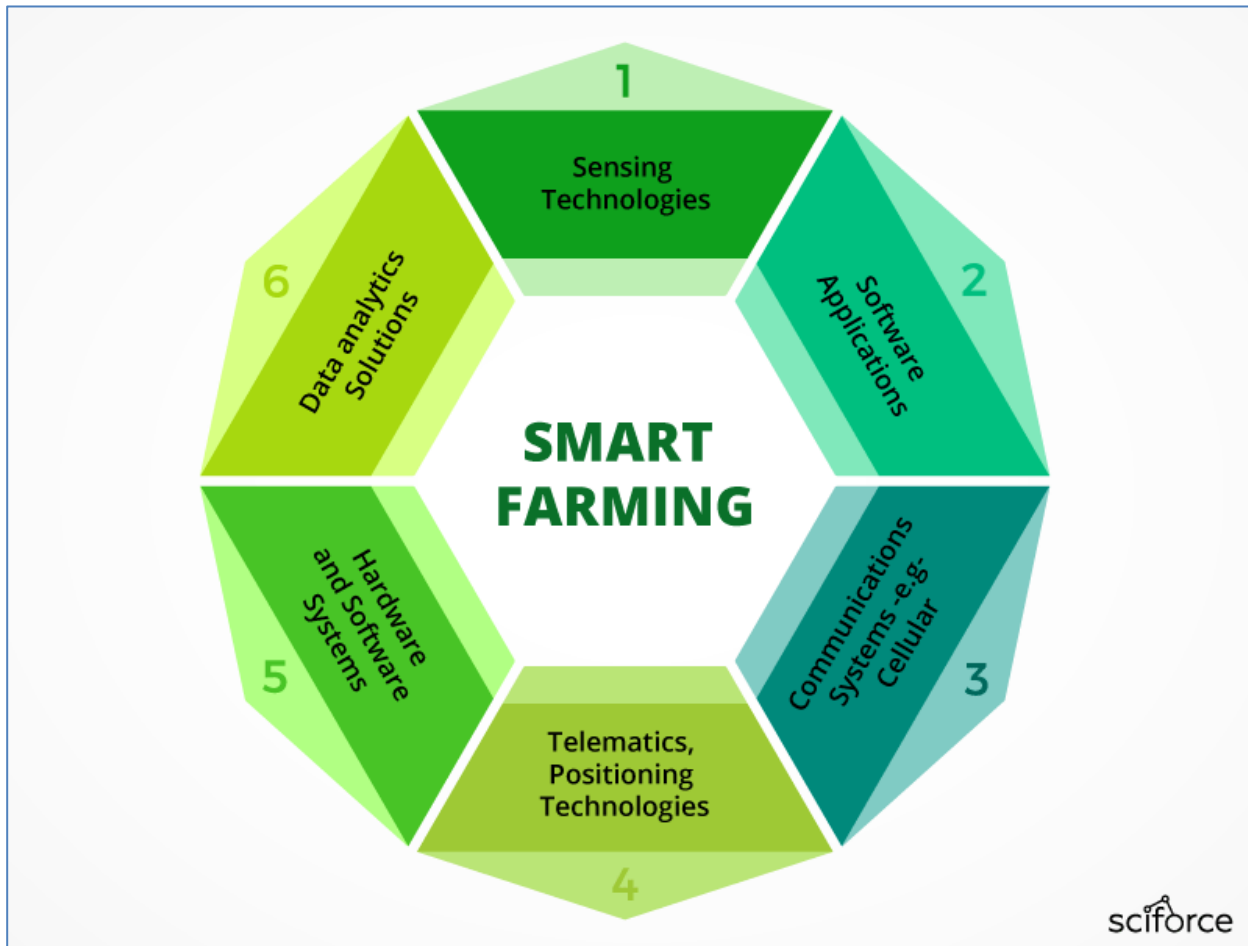 1
Sensing
Technologies
2
Software
Applications
3
Communications
Systems -e.g-
Cellular
4
Telematics,
Positioning
Technologies
5
Hardware
and Software
Systems
6
Data analytics
Solutions
SMART
FARMING
sciforce